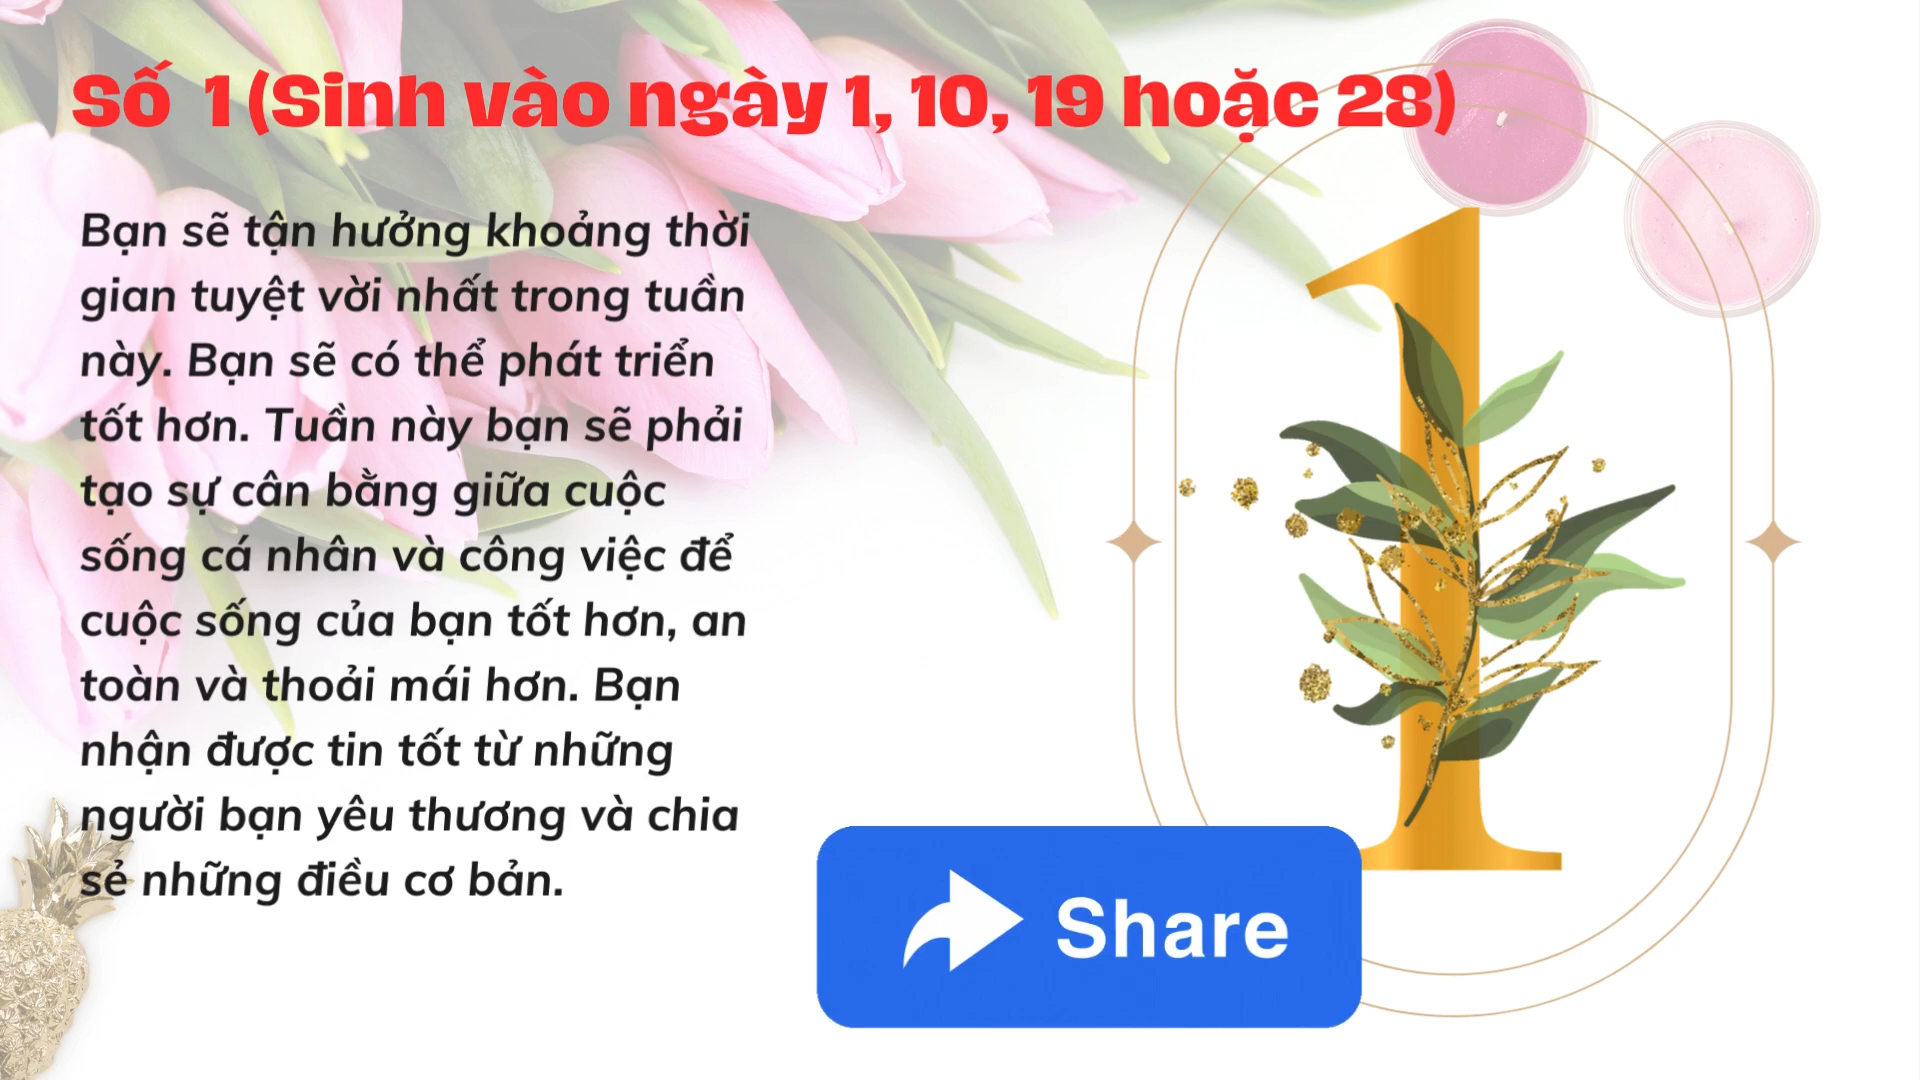 Số 1 (Sinh vào ngày 1, 10, 19 hoặc 28)
Bạn sẽ tận hưởng khoảng thời
gian tuyệt vời nhất trong tuần
này. Bạn sẽ có thể phát triển
tốt hơn. Tuần này bạn sẽ phải
tạo sự cân bằng giữa cuộc
sống cá nhân và công việc để
cuộc sống của bạn tốt hơn, an
toàn và thoải mái hơn. Bạn
nhận được tin tốt từ những
người bạn yêu thương và chia
sẻ những điều cơ bản.
1
Share